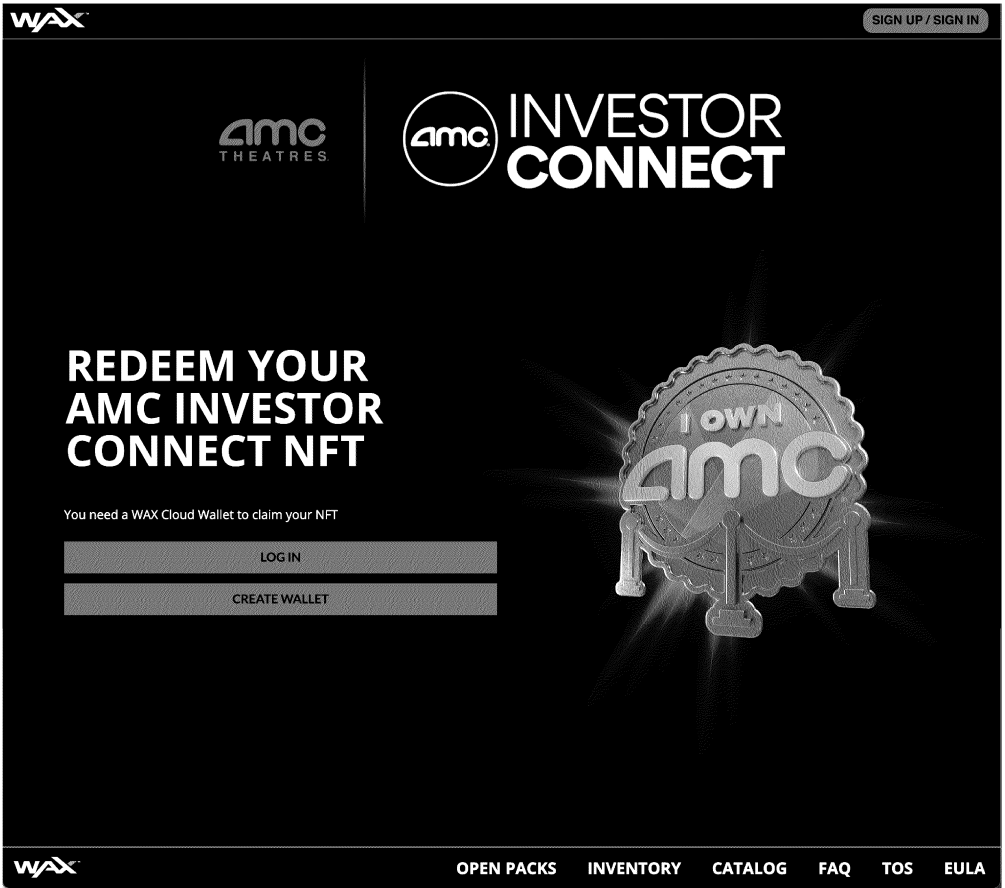 WAX™
SIGN UP / SIGN IN
amc
THEATRES
amc
INVESTOR
CONNECT
REDEEM YOUR
AMC INVESTOR
CONNECT NFT
I OWN
amc
You need a WAX Cloud Wallet to claim your NFT
LOG IN
CREATE WALLET
WAX
OPEN PACKS INVENTORY CATALOG FAQ TOS EULA